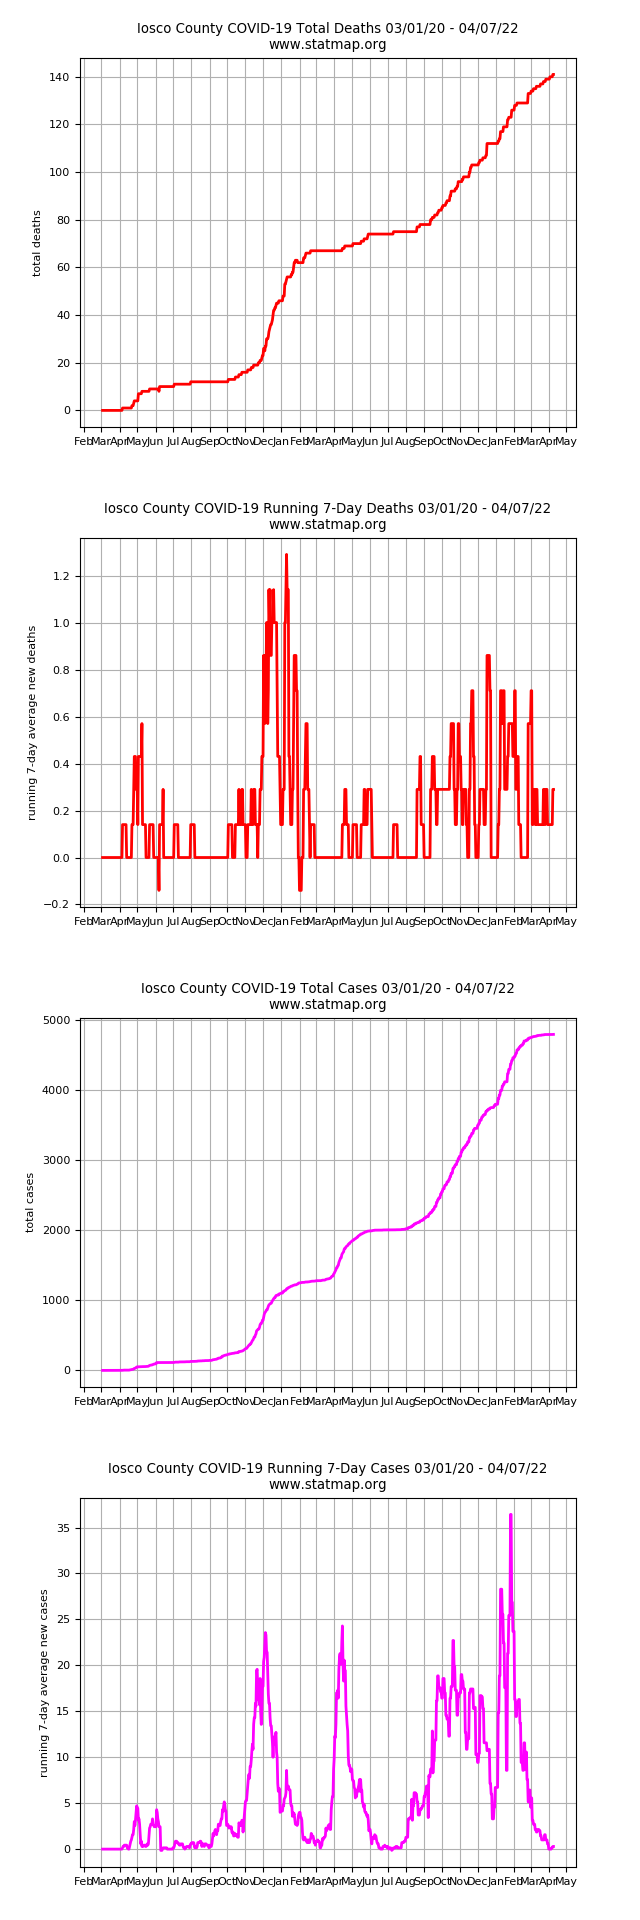 Iosco County COVID-19 Total Deaths 03/01/20 - 04/07/22
www.statmap.org
140
120
100
80
60
40
20
0
total deaths
Feb Mar Apr May Jun Jul Aug Sep Oct Nov Dec Jan Feb Mar Apr May Jun Jul Aug Sep Oct Nov Dec Jan Feb Mar Apr May
Iosco County COVID-19 Running 7-Day Deaths 03/01/20 - 04/07/22
www.statmap.org
1.2
1.0
0.8
0.6
0.4
0.2
0.0
−0.2
running 7-day average new deaths
Feb Mar Apr May Jun Jul Aug Sep Oct Nov Dec Jan Feb Mar Apr May Jun Jul Aug Sep Oct Nov Dec Jan Feb Mar Apr May
Iosco County COVID-19 Total Cases 03/01/20 - 04/07/22
www.statmap.org
5000
4000
3000
2000
1000
0
total cases
Feb Mar Apr May Jun Jul Aug Sep Oct Nov Dec Jan Feb Mar Apr May Jun Jul Aug Sep Oct Nov Dec Jan Feb Mar Apr May
Iosco County COVID-19 Running 7-Day Cases 03/01/20 - 04/07/22
www.statmap.org
35
30
25
20
15
10
5
0
running 7-day average new cases
Feb Mar Apr May Jun Jul Aug Sep Oct Nov Dec Jan Feb Mar Apr May Jun Jul Aug Sep Oct Nov Dec Jan Feb Mar Apr May